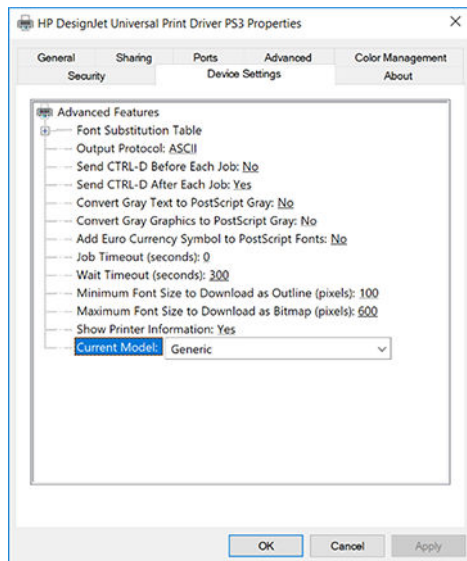 HP DesignJet Universal Print Driver PS3 Properties
General Sharing Ports Advanced Color Management
Security Device Settings About
Advanced Features
Font Substitution Table
Output Protocol: ASCII
Send CTRL-D Before Each Job: No
Send CTRL-D After Each Job: Yes
Convert Gray Text to PostScript Gray: No
Convert Gray Graphics to PostScript Gray: No
Add Euro Currency Symbol to PostScript Fonts: No
Job Timeout (seconds): 0
Wait Timeout (seconds): 300
Minimum Font Size to Download as Outline (pixels): 100
Maximum Font Size to Download as Bitmap (pixels): 600
Show Printer Information: Yes
Current Model: Generic
OK Cancel Apply